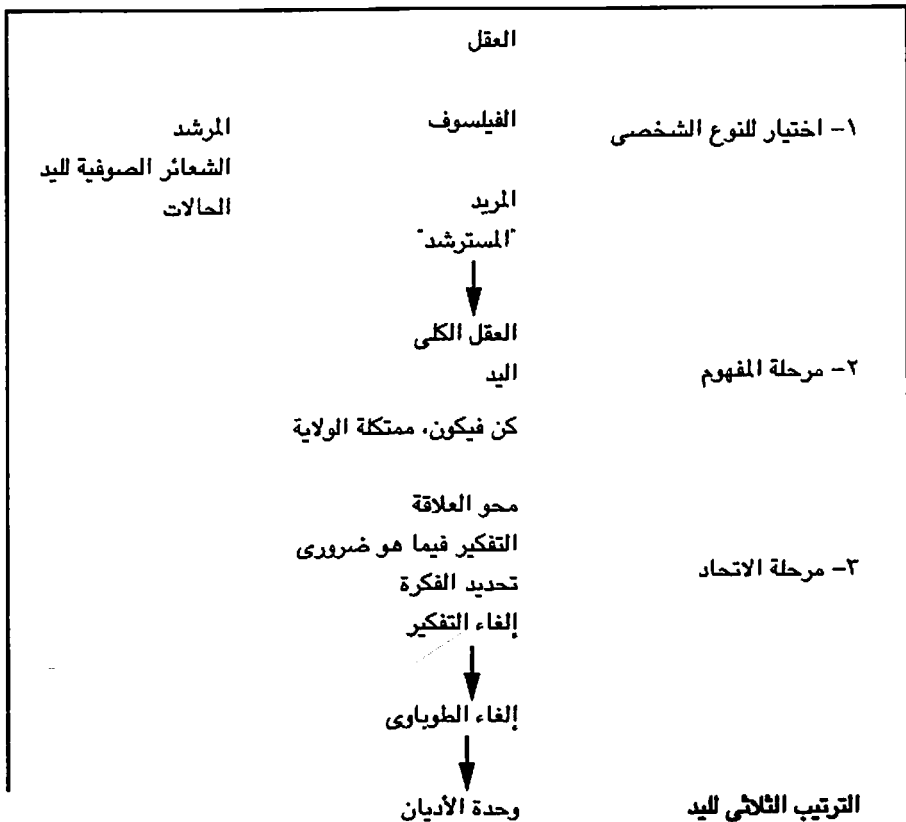 العقل
١- اختيار للنوع الشخصى
الفيلسوف
المرشد
الشعائر الصوفية لليد
المريد
الحالات
"المسترشد"
العقل الكلى
٢- مرحلة المفهوم
اليد
كن فيكون، ممتكلة الولاية
محو العلاقة
التفكير فيما هو ضرورى
٣- مرحلة الاتحاد
تحديد الفكرة
إلغاء التفكير
إلغاء الطوباوى
الترتيب الثلاثى لليد
وحدة الأديان